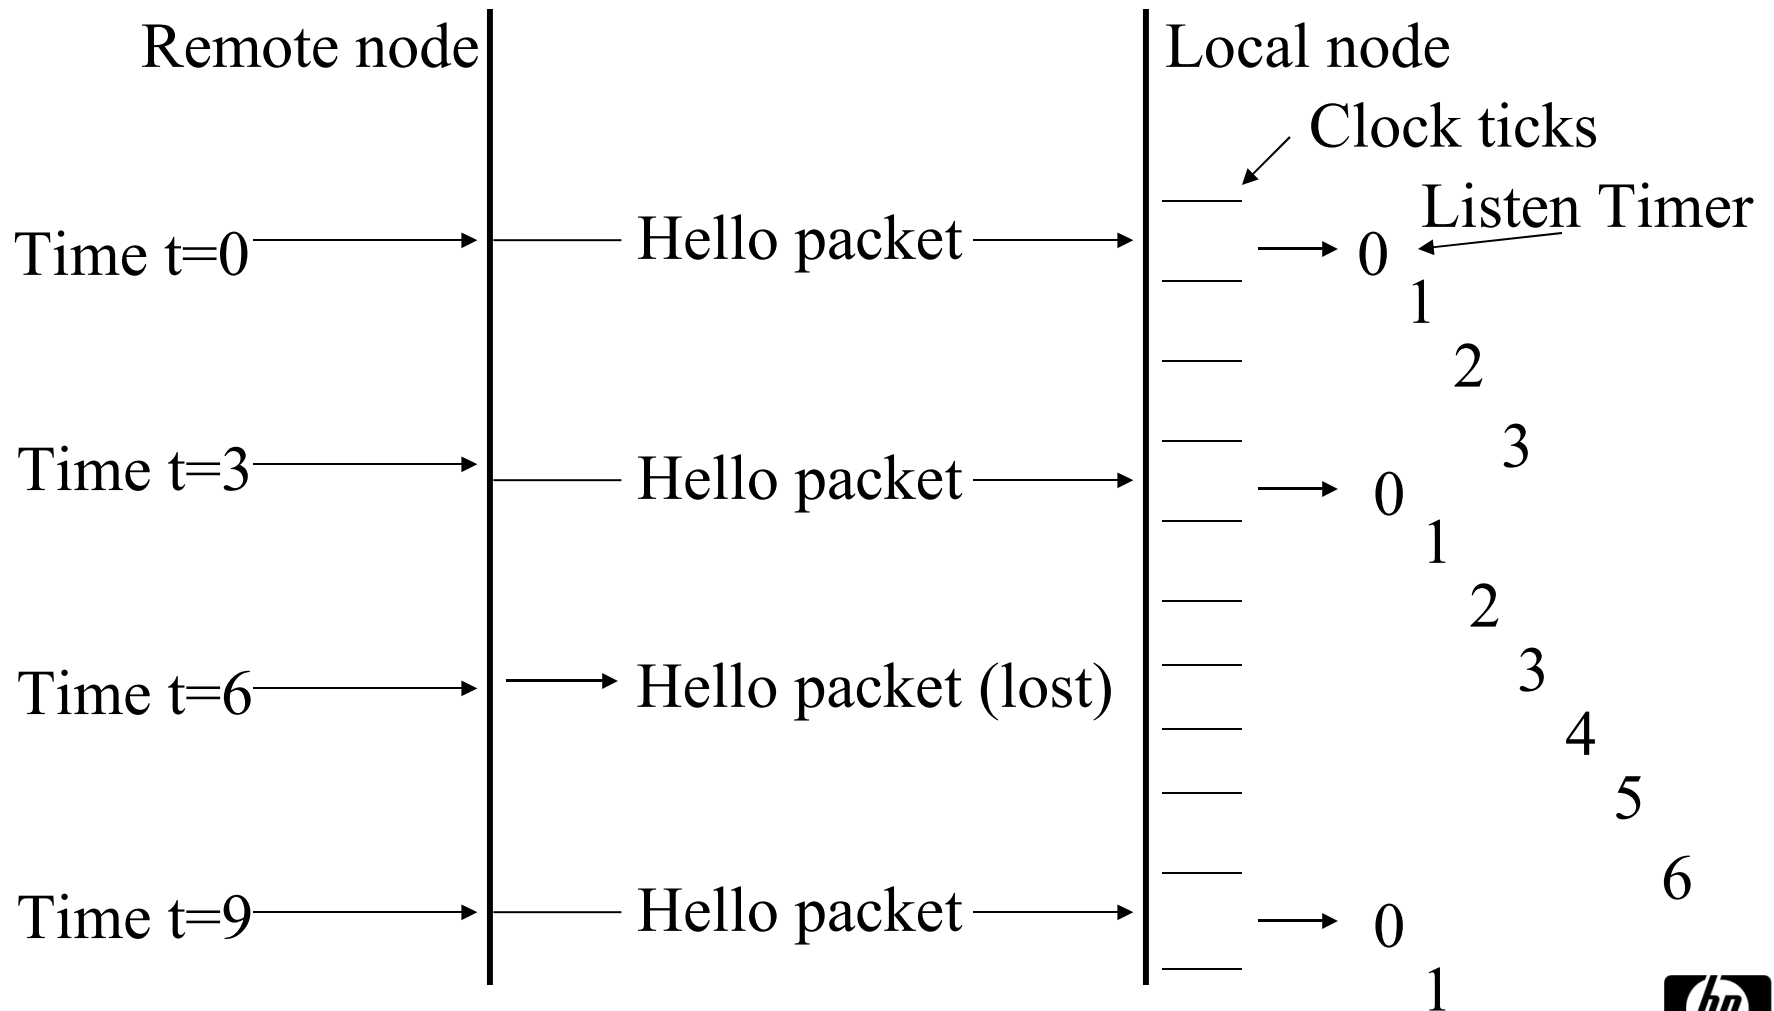 Remote node
Local node
Clock ticks
Listen Timer
Time t=0
Hello packet
0
1
2
3
Time t=3
Hello packet
0
1
2
3
4
5
6
Time t=6
Hello packet (lost)
Time t=9
Hello packet
0
1
hp